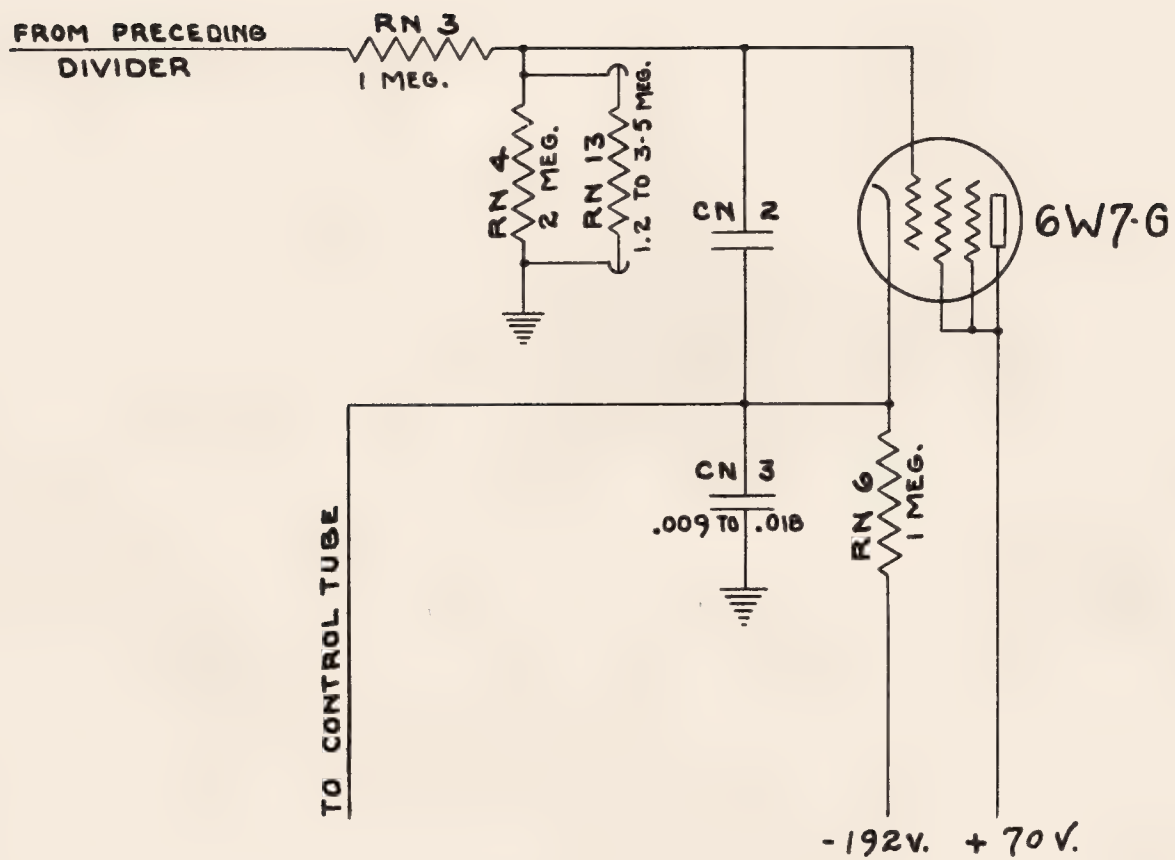 FROM PRECEDING
DIVIDER
RN 3
1 MEG.
RN 4
2 MEG.
RN 13
1.2 TO 3-5 MEG.
CN 2
6W7-G
CN 3
.009 TO .018
RN 6
1 MEG.
TO CONTROL TUBE
-192V. + 70 V.